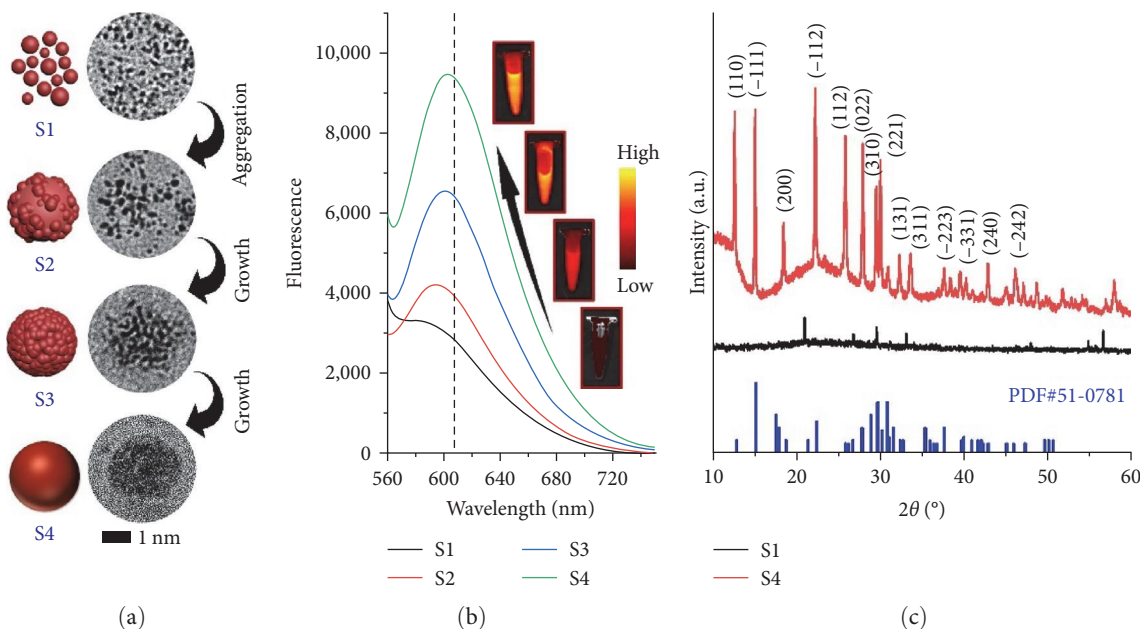 S1
Aggregation
S2
Growth
S3
Growth
S4
1 nm
(a)
10,000
8,000
6,000
4,000
2,000
0
Fluorescence
560
600
640
680
720
Wavelength (nm)
High
Low
S1
S2
S3
S4
(b)
Intensity (a.u.)
(110)
(−111)
(200)
(−112)
(112)
(022)
(310)
(221)
(131)
(311)
(−223)
(−331)
(240)
(−242)
PDF#51-0781
10
20
30
40
50
60
2θ (°)
S1
S4
(c)